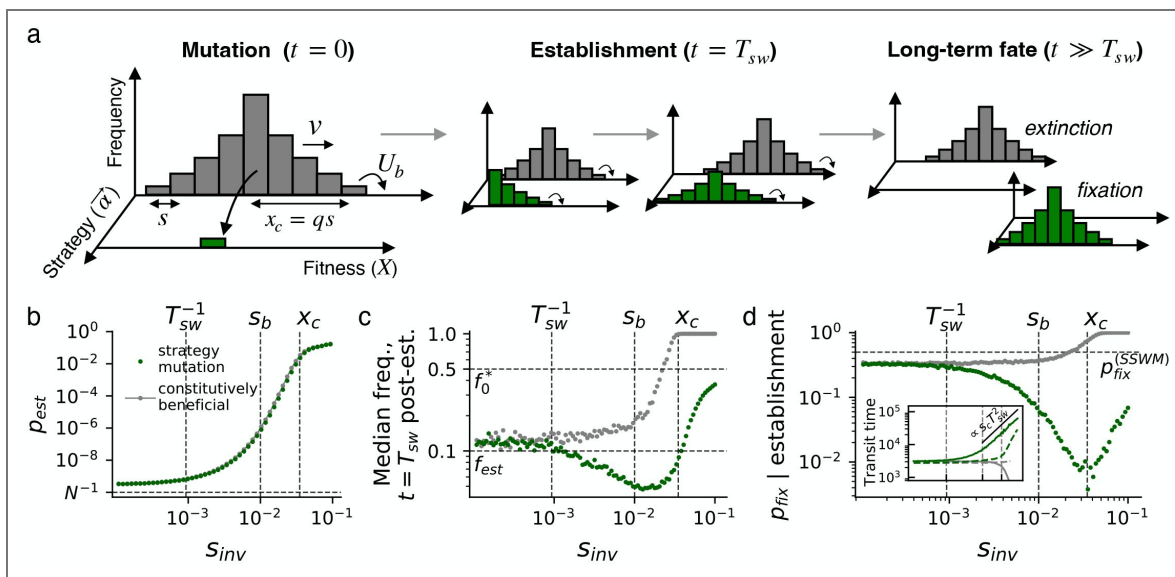 a
Mutation (t = 0)
Establishment (t = T_sw)
Long-term fate (t ≫ T_sw)
Frequency
v
U_b
s
x_c = qs
Strategy (α⃗)
Fitness (X)
extinction
fixation
b
T_sw^-1 s_b x_c
p_est
10^0
10^-2
10^-4
10^-6
10^-8
N^-1
strategy mutation
constitutively beneficial
10^-3 10^-2 10^-1
s_inv
c
T_sw^-1 s_b x_c
Median freq.,
t = T_sw post-est.
1.0
0.5
0.1
f_0^*
f_est
10^-3 10^-2 10^-1
s_inv
d
T_sw^-1 s_b x_c
p_fix | establishment
10^0
10^-1
10^-2
p_fix^(SSWM)
Transit time
10^5
10^4
10^3
∝ s_c T_sw^2
10^-3 10^-2 10^-1
s_inv